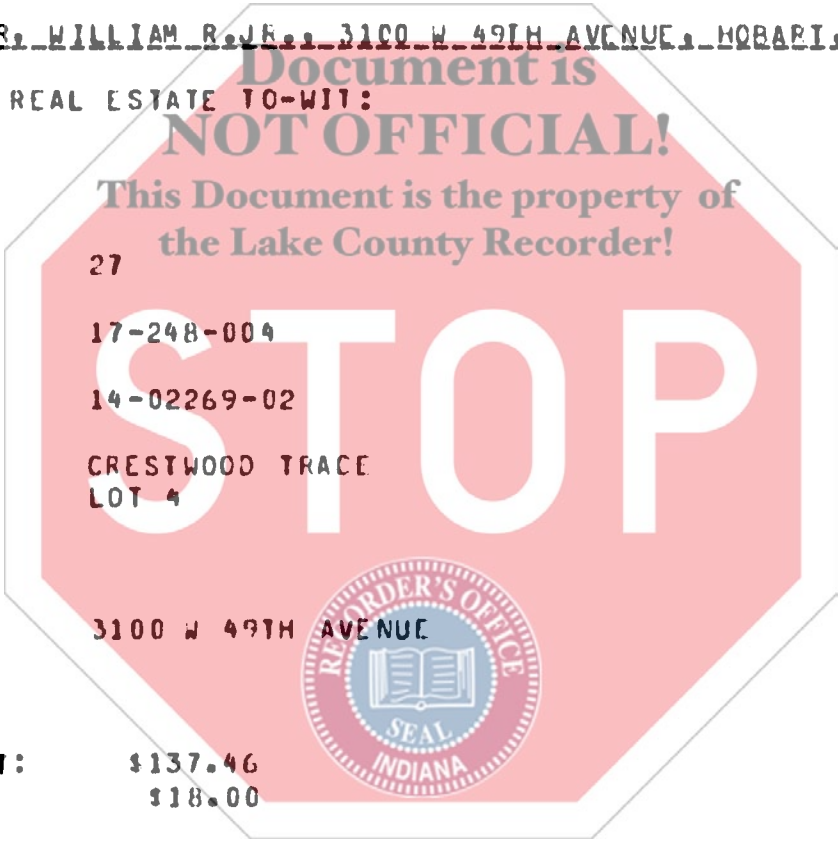 R, WILLIAM R.JR., 3100 W 49TH AVENUE, HOBART,
Document is
REAL ESTATE TO-WIT:
NOT OFFICIAL!
This Document is the property of
the Lake County Recorder!
27
17-248-004
14-02269-02
STOP
CRESTWOOD TRACE
LOT 4
3100 W 49TH AVENUE
RECORDER'S OFFICE
SEAL
INDIANA
T: $137.46
$18.00